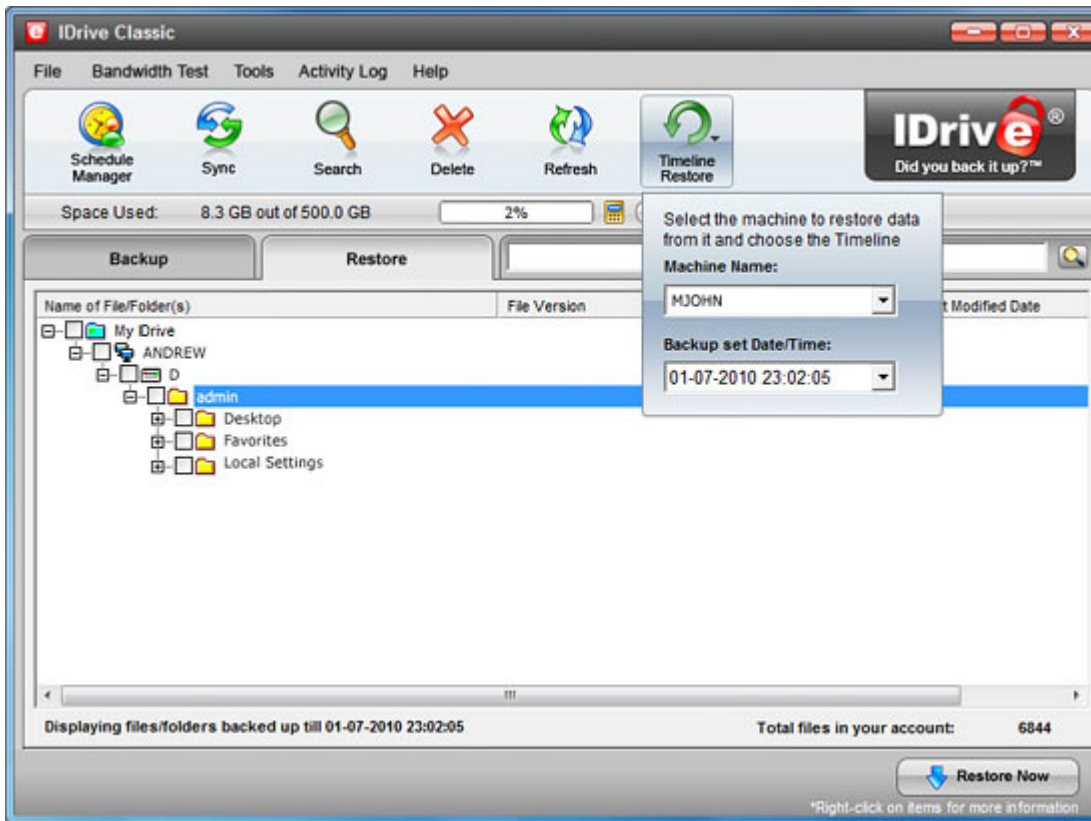 IDrive Classic
File Bandwidth Test Tools Activity Log Help
Schedule Manager
Sync
Search
Delete
Refresh
Timeline Restore
IDrive®
Did you back it up?™
Space Used: 8.3 GB out of 500.0 GB 2%
Select the machine to restore data
from it and choose the Timeline
Machine Name:
MJOHN
Backup set Date/Time:
01-07-2010 23:02:05
Backup Restore
Name of File/Folder(s) File Version Modified Date
My IDrive
ANDREW
D
admin
Desktop
Favorites
Local Settings
Displaying files/folders backed up till 01-07-2010 23:02:05 Total files in your account: 6844
Restore Now
*Right-click on items for more information